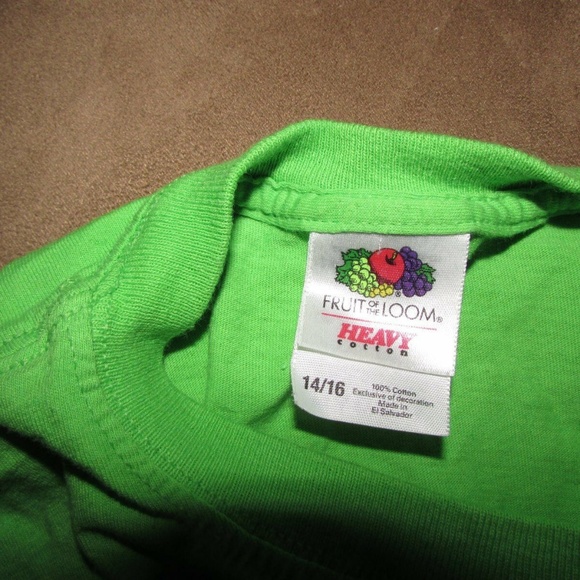 FRUIT OF THE LOOM®
HEAVY
cotton
14/16
100% Cotton
Exclusive of decoration
Made in
El Salvador